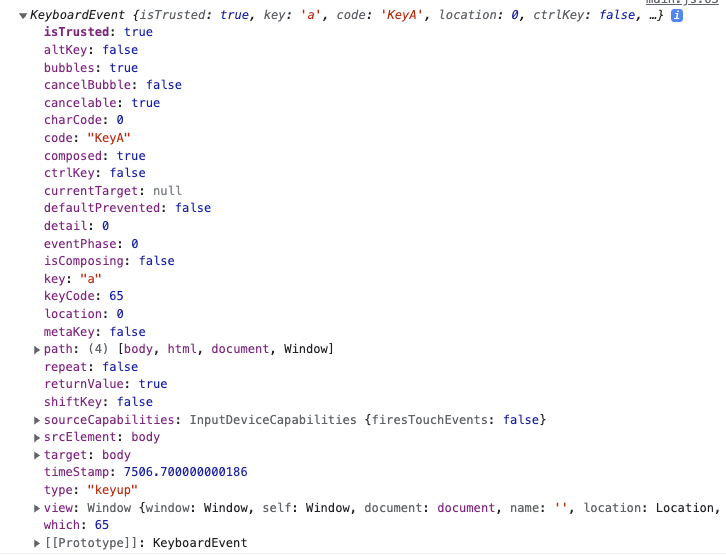 main.js:63
▼KeyboardEvent {isTrusted: true, key: 'a', code: 'KeyA', location: 0, ctrlKey: false, …} i
isTrusted: true
altKey: false
bubbles: true
cancelBubble: false
cancelable: true
charCode: 0
code: "KeyA"
composed: true
ctrlKey: false
currentTarget: null
defaultPrevented: false
detail: 0
eventPhase: 0
isComposing: false
key: "a"
keyCode: 65
location: 0
metaKey: false
▶path: (4) [body, html, document, Window]
repeat: false
returnValue: true
shiftKey: false
▶sourceCapabilities: InputDeviceCapabilities {firesTouchEvents: false}
▶srcElement: body
▶target: body
timeStamp: 7506.700000000186
type: "keyup"
▶view: Window {window: Window, self: Window, document: document, name: '', location: Location,
which: 65
▶[[Prototype]]: KeyboardEvent